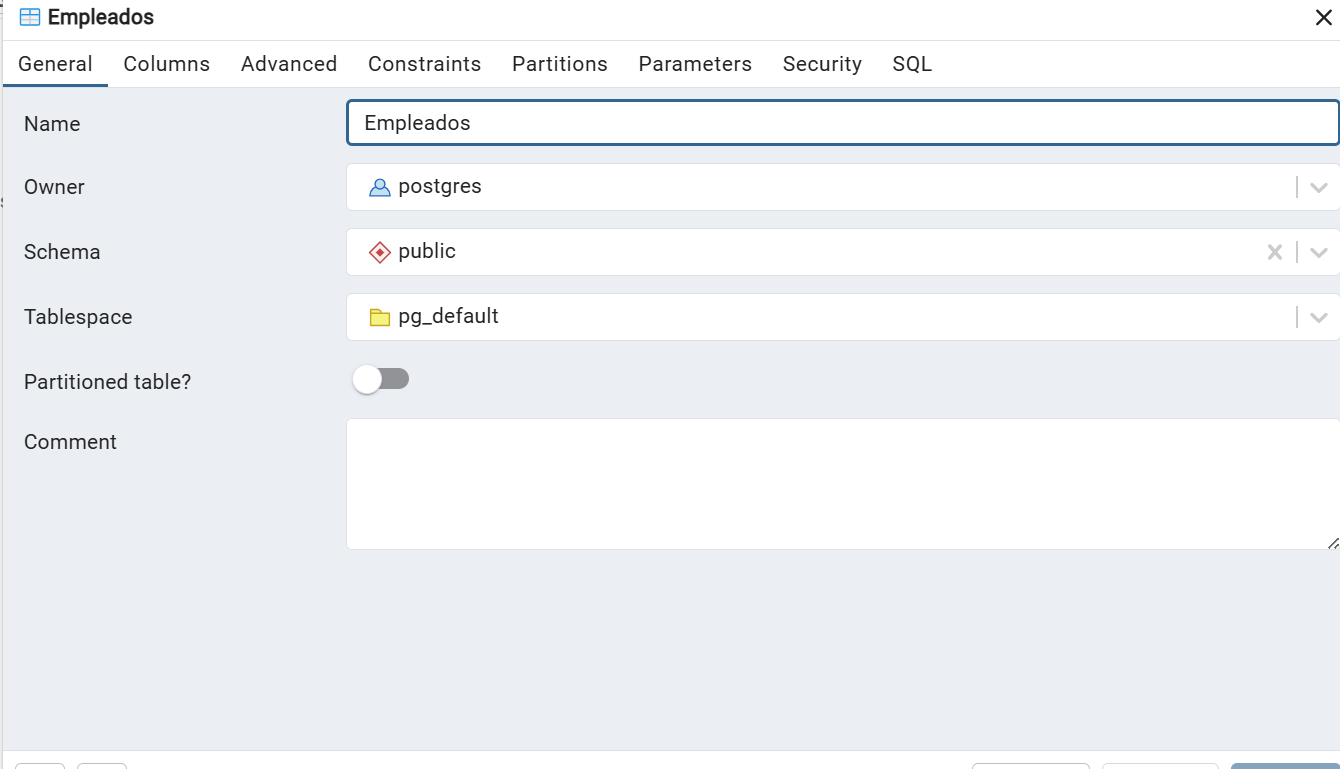 Empleados
General Columns Advanced Constraints Partitions Parameters Security SQL
Name Empleados
Owner postgres
Schema public
Tablespace pg_default
Partitioned table?
Comment